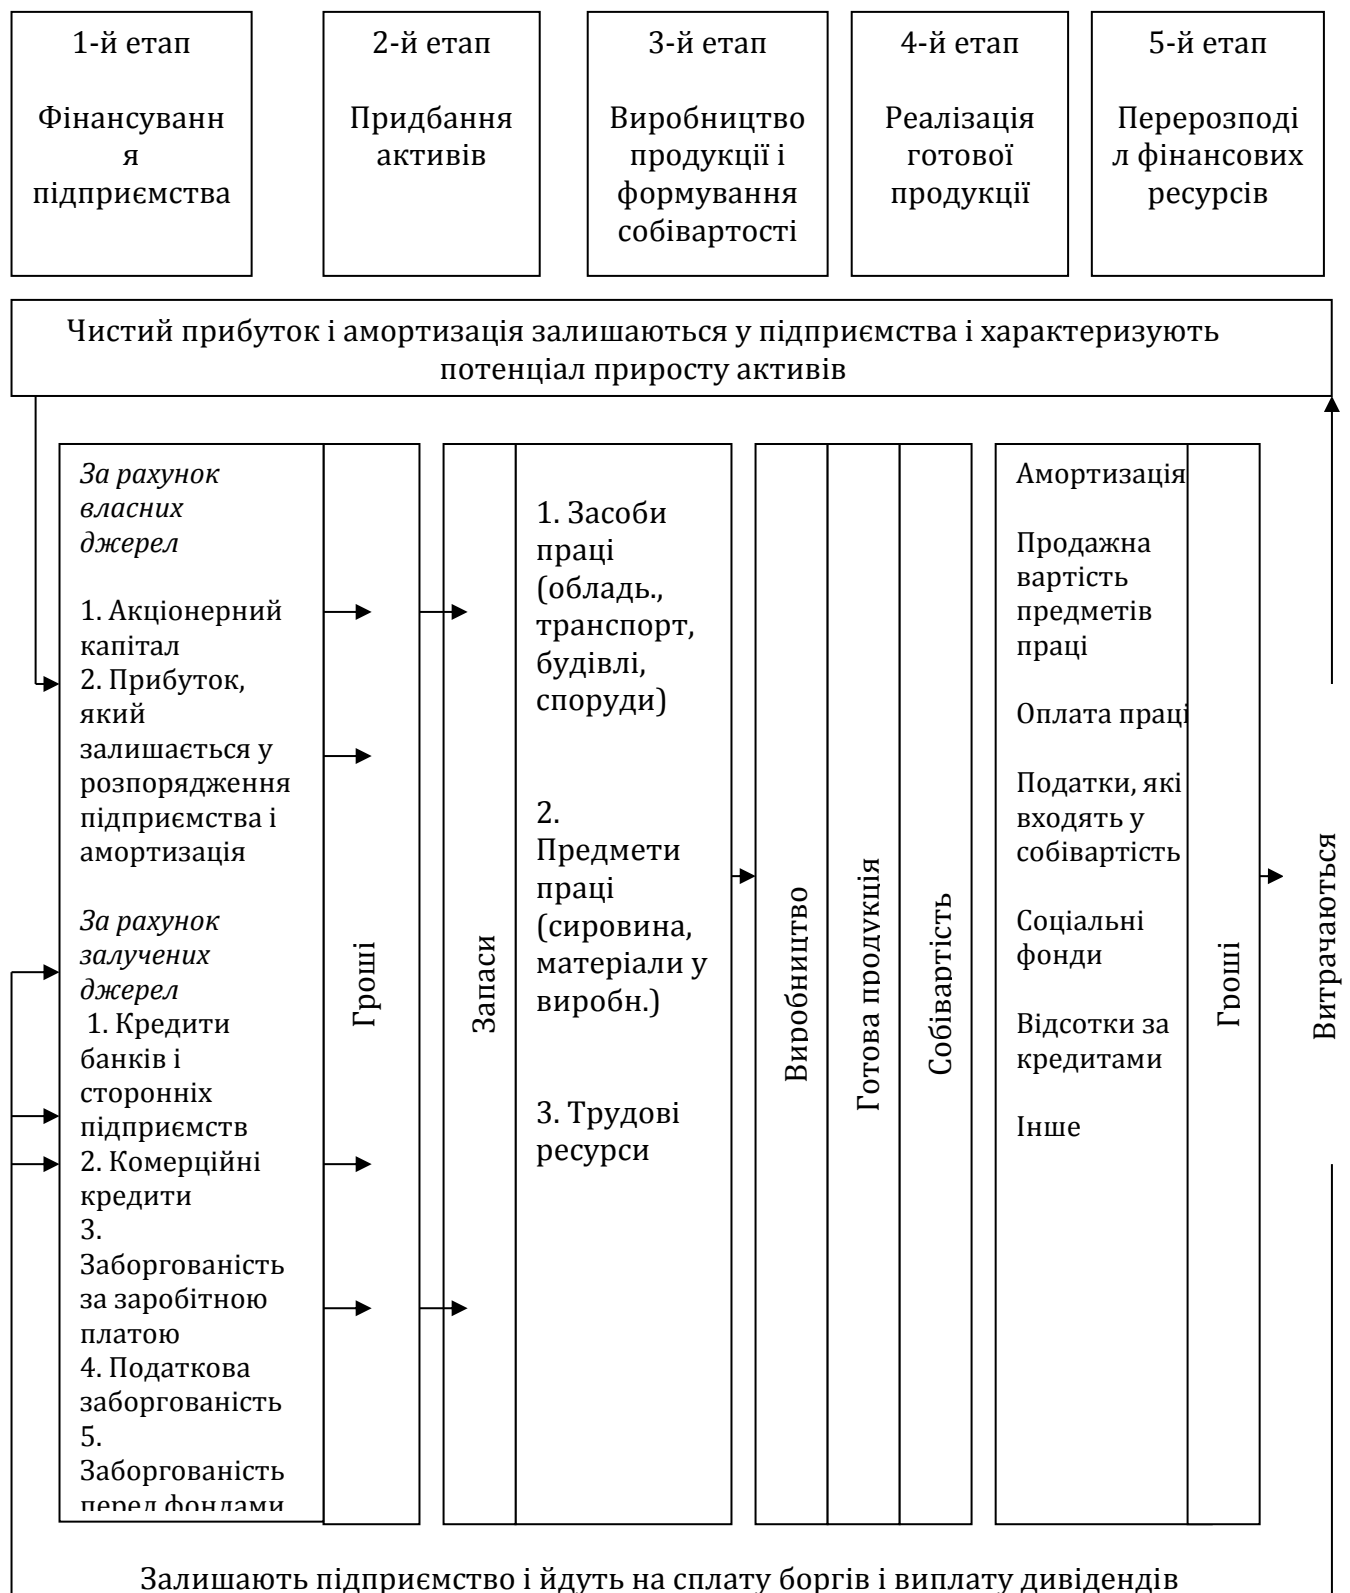 1-й етап
Фінансуванн
я
підприємства
2-й етап
Придбання
активів
3-й етап
Виробництво
продукції і
формування
собівартості
4-й етап
Реалізація
готової
продукції
5-й етап
Перерозподі
л фінансових
ресурсів
Чистий прибуток і амортизація залишаються у підприємства і характеризують
потенціал приросту активів
За рахунок
власних
джерел
1. Акціонерний
капітал
2. Прибуток,
який
залишається у
розпорядження
підприємства і
амортизація
За рахунок
залучених
джерел
1. Кредити
банків і
сторонніх
підприємств
2. Комерційні
кредити
3.
Заборгованість
за заробітною
платою
4. Податкова
заборгованість
5.
Заборгованість
перед фондами
Гроші
Запаси
1. Засоби
праці
(обладь.,
транспорт,
будівлі,
споруди)
2.
Предмети
праці
(сировина,
матеріали у
виробн.)
3. Трудові
ресурси
Виробництво
Готова продукція
Собівартість
Амортизація
Продажна
вартість
предметів
праці
Оплата праці
Податки, які
входять у
собівартість
Соціальні
фонди
Відсотки за
кредитами
Інше
Гроші
Витрачаються
Залишають підприємство і йдуть на сплату боргів і виплату дивідендів